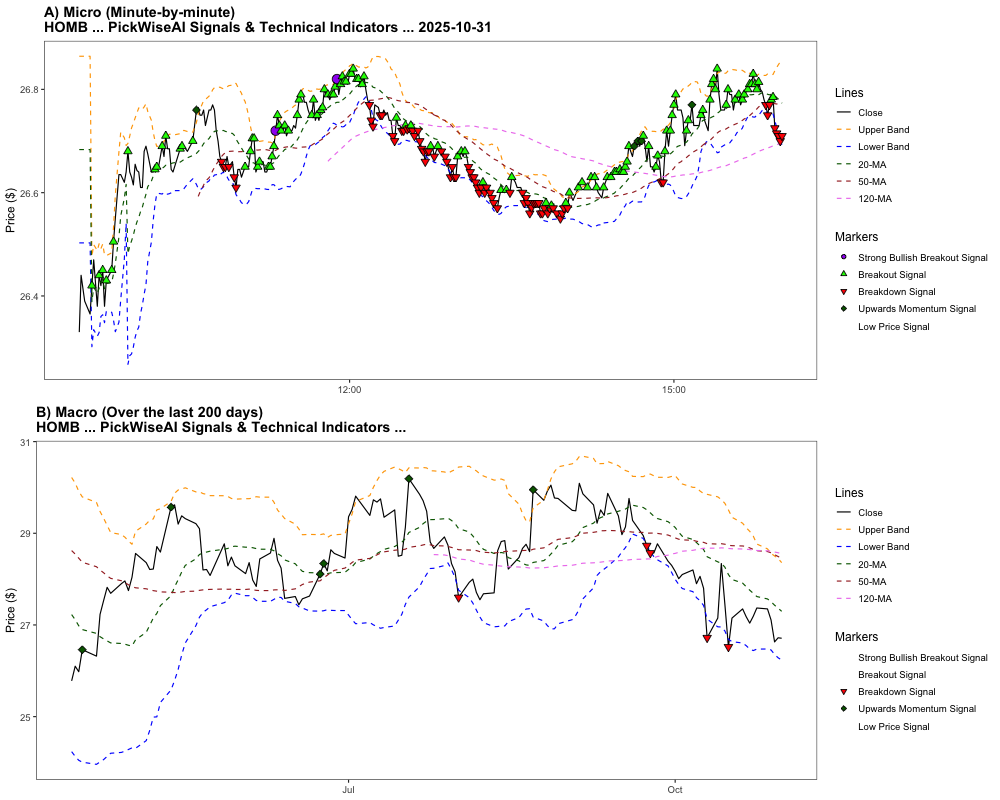 A) Micro (Minute-by-minute)
HOMB ... PickWiseAI Signals & Technical Indicators ... 2025-10-31
Price ($)
26.8
26.6
26.4
12:00
15:00
Lines
Close
Upper Band
Lower Band
20-MA
50-MA
120-MA
Markers
Strong Bullish Breakout Signal
Breakout Signal
Breakdown Signal
Upwards Momentum Signal
Low Price Signal
B) Macro (Over the last 200 days)
HOMB ... PickWiseAI Signals & Technical Indicators ...
Price ($)
31
29
27
25
Jul
Oct
Lines
Close
Upper Band
Lower Band
20-MA
50-MA
120-MA
Markers
Strong Bullish Breakout Signal
Breakout Signal
Breakdown Signal
Upwards Momentum Signal
Low Price Signal